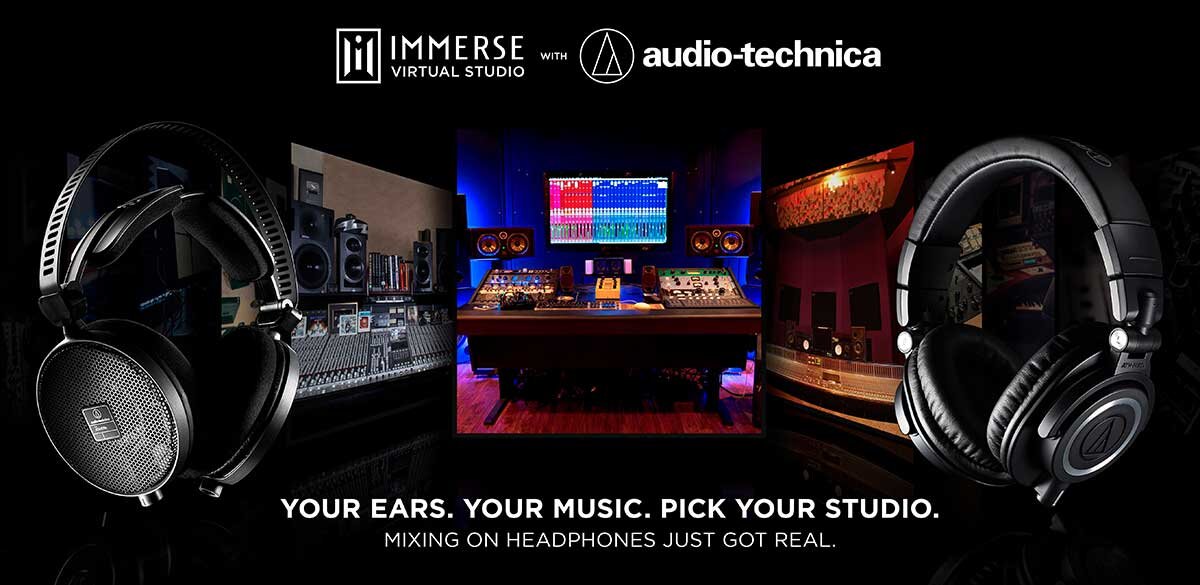 IMMERSE
VIRTUAL STUDIO
WITH
audio-technica
YOUR EARS. YOUR MUSIC. PICK YOUR STUDIO.
MIXING ON HEADPHONES JUST GOT REAL.